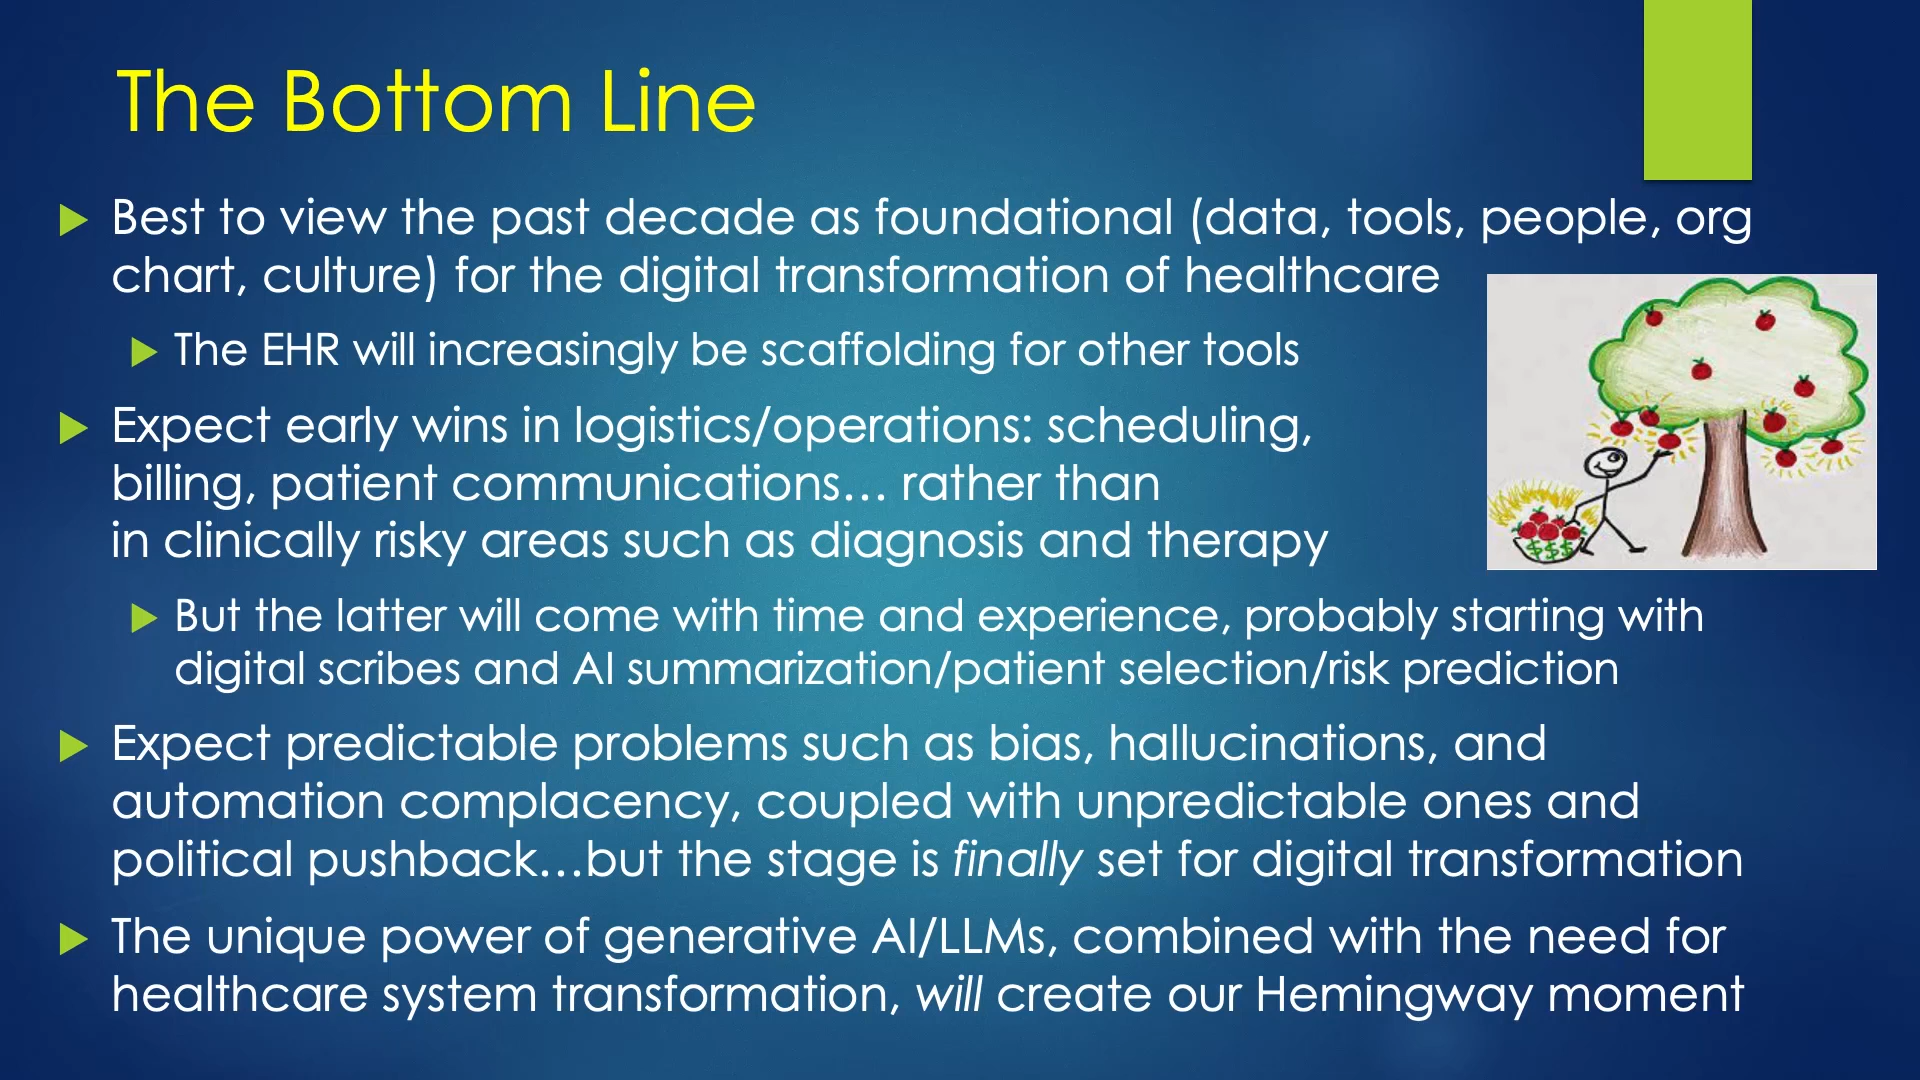 The Bottom Line
Best to view the past decade as foundational (data, tools, people, org
chart, culture) for the digital transformation of healthcare
The EHR will increasingly be scaffolding for other tools
Expect early wins in logistics/operations: scheduling,
billing, patient communications… rather than
in clinically risky areas such as diagnosis and therapy
$$$
But the latter will come with time and experience, probably starting with
digital scribes and AI summarization/patient selection/risk prediction
Expect predictable problems such as bias, hallucinations, and
automation complacency, coupled with unpredictable ones and
political pushback…but the stage is finally set for digital transformation
The unique power of generative AI/LLMs, combined with the need for
healthcare system transformation, will create our Hemingway moment